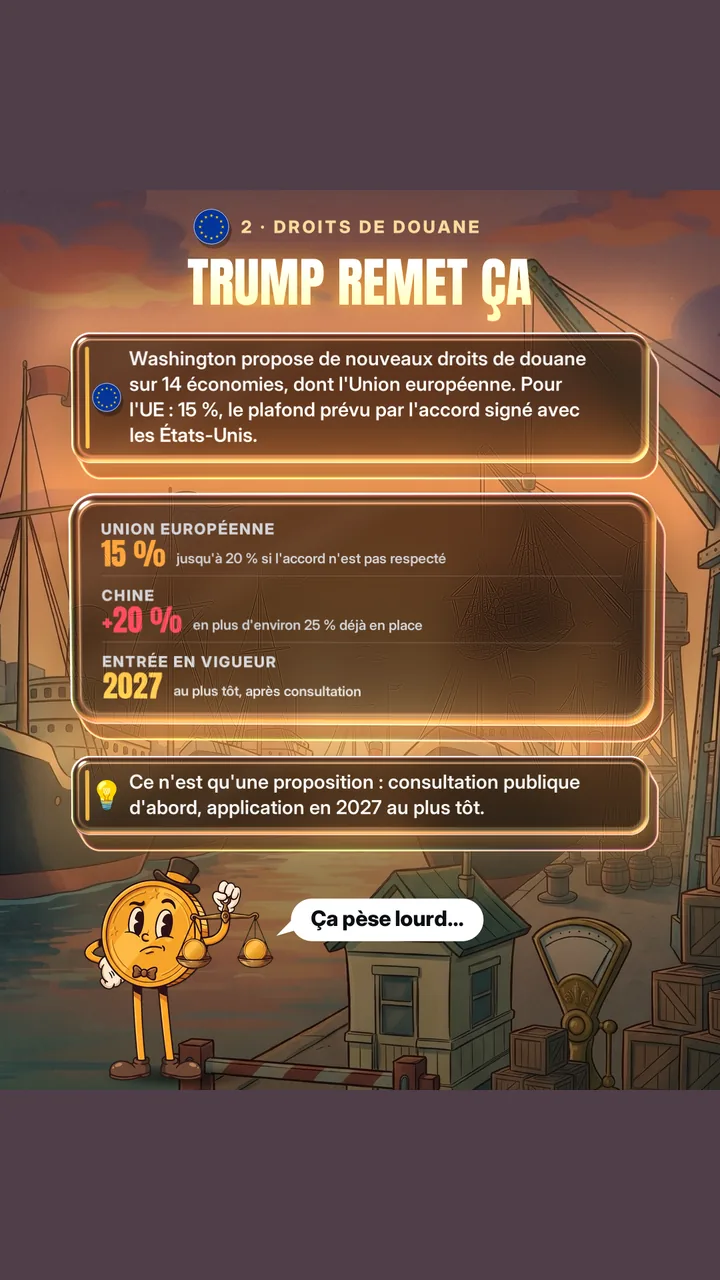 2 · DROITS DE DOUANE
TRUMP REMET ÇA
Washington propose de nouveaux droits de douane
sur 14 économies, dont l'Union européenne. Pour
l'UE : 15 %, le plafond prévu par l'accord signé avec
les États-Unis.
UNION EUROPÉENNE
15 % jusqu'à 20 % si l'accord n'est pas respecté
CHINE
+20 % en plus d'environ 25 % déjà en place
ENTRÉE EN VIGUEUR
2027 au plus tôt, après consultation
Ce n'est qu'une proposition : consultation publique
d'abord, application en 2027 au plus tôt.
Ça pèse lourd...